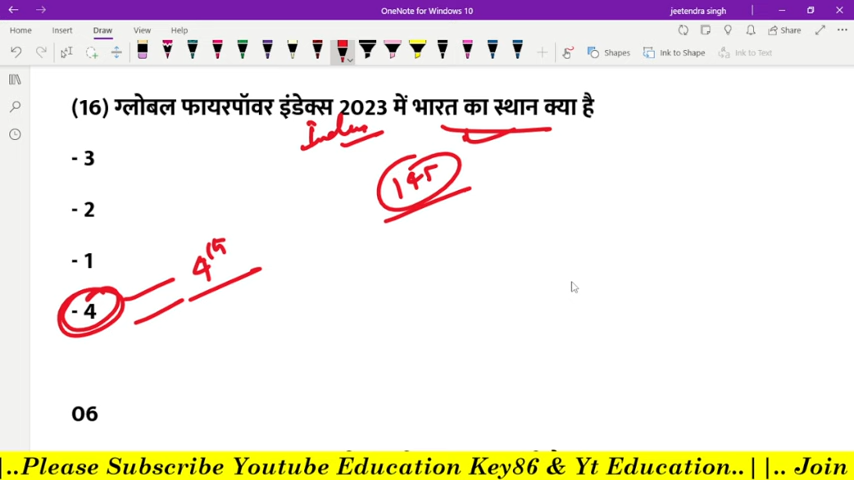 OneNote for Windows 10
jeetendra singh
Home Insert Draw View Help
Share
Shapes Ink to Shape Ink to Text
(16) ग्लोबल फायरपॉवर इंडेक्स 2023 में भारत का स्थान क्या है
Index
145
- 3
- 2
- 1
4th
- 4
06
|..Please Subscribe Youtube Education Key86 & Yt Education..||.. Join